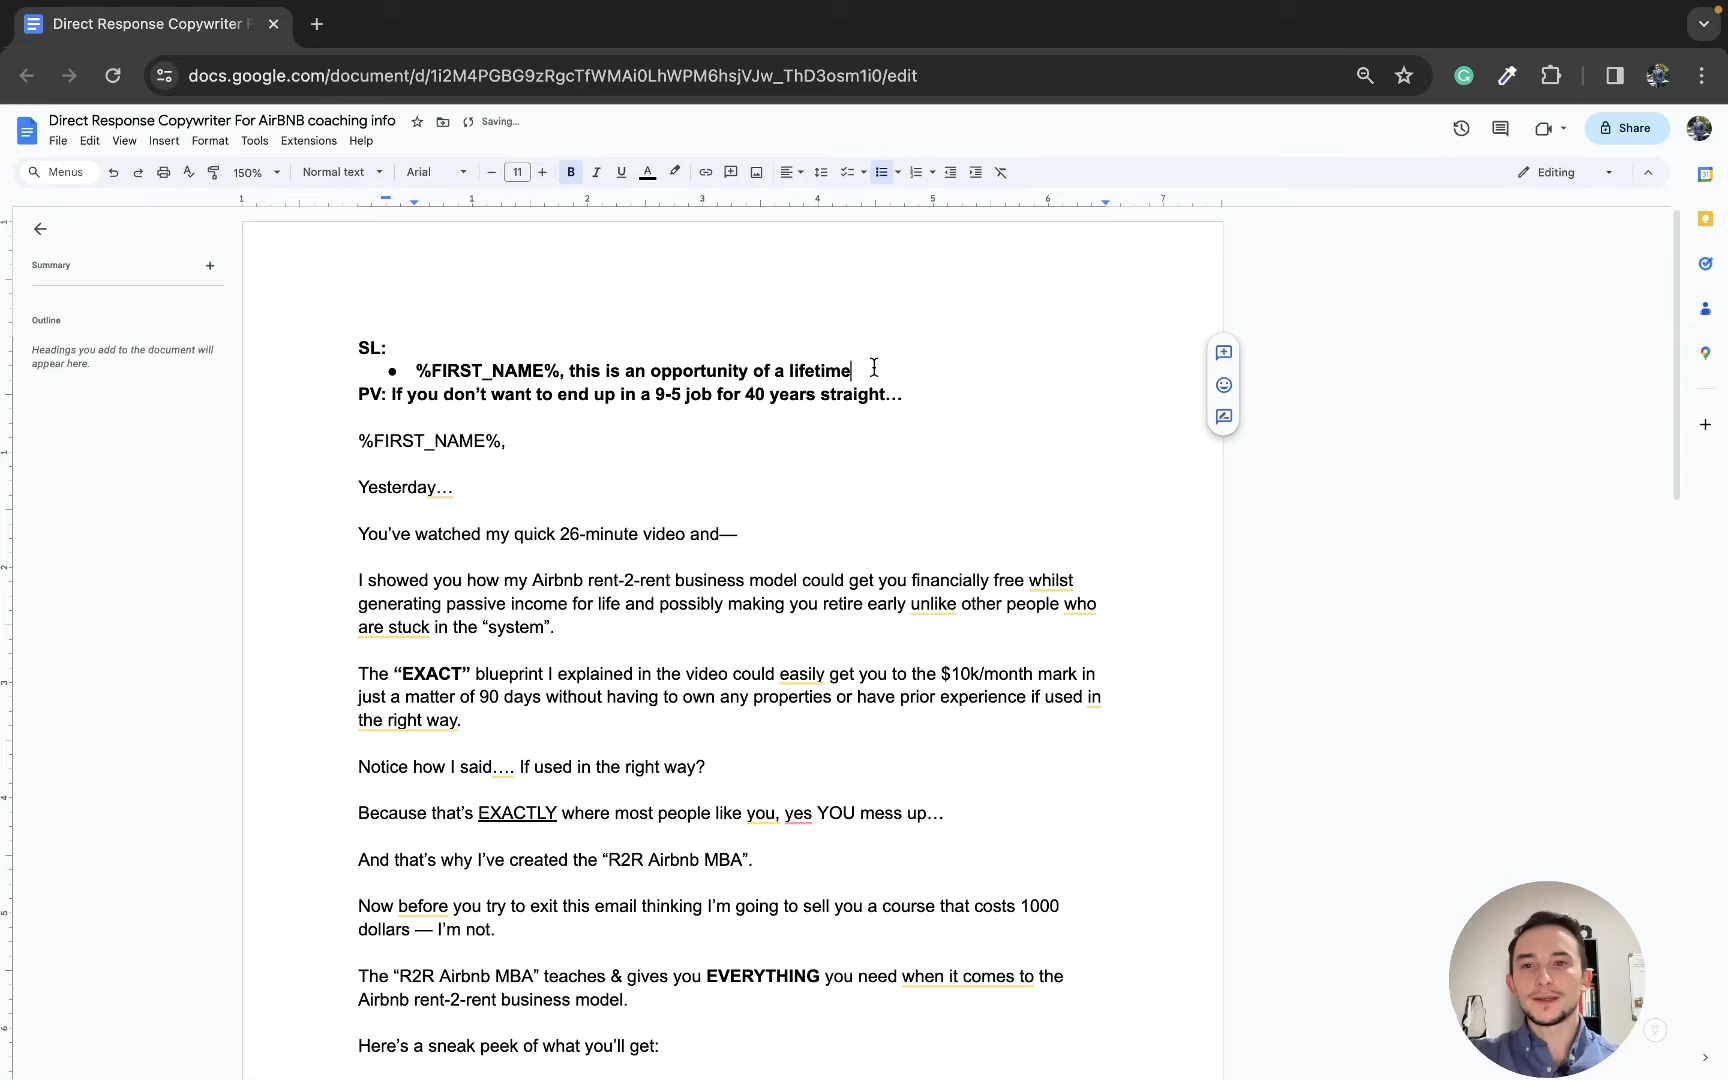 Direct Response Copywriter F
docs.google.com/document/d/1i2M4PGBG9zRgcTfWMAi0LhWPM6hsjVJw_ThD3osm1i0/edit
Direct Response Copywriter For AirBNB coaching info
Saving...
File Edit View Insert Format Tools Extensions Help
Share
Menus
150%
Normal text
Arial
11
Editing
1 1 2 3 4 5 6 7
Summary
Outline
Headings you add to the document will
appear here.
SL:
● %FIRST_NAME%, this is an opportunity of a lifetime
PV: If you don’t want to end up in a 9-5 job for 40 years straight…
%FIRST_NAME%,
Yesterday…
You’ve watched my quick 26-minute video and—
I showed you how my Airbnb rent-2-rent business model could get you financially free whilst
generating passive income for life and possibly making you retire early unlike other people who
are stuck in the “system”.
The “EXACT” blueprint I explained in the video could easily get you to the $10k/month mark in
just a matter of 90 days without having to own any properties or have prior experience if used in
the right way.
Notice how I said…. If used in the right way?
Because that’s EXACTLY where most people like you, yes YOU mess up…
And that’s why I’ve created the “R2R Airbnb MBA”.
Now before you try to exit this email thinking I’m going to sell you a course that costs 1000
dollars — I’m not.
The “R2R Airbnb MBA” teaches & gives you EVERYTHING you need when it comes to the
Airbnb rent-2-rent business model.
Here’s a sneak peek of what you’ll get: